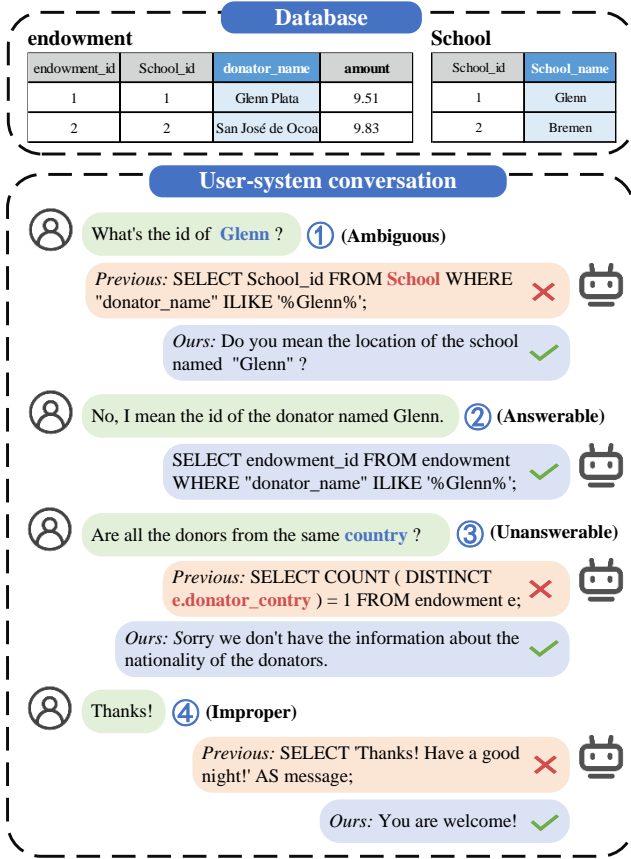 Database
endowment
School
endowment_id School_id donator_name amount
1 1 Glenn Plata 9.51
2 2 San José de Ocoa 9.83
School_id School_name
1 Glenn
2 Bremen
User-system conversation
What's the id of Glenn ? ① (Ambiguous)
Previous: SELECT School_id FROM School WHERE
"donator_name" ILIKE '%Glenn%';
Ours: Do you mean the location of the school
named "Glenn" ?
No, I mean the id of the donator named Glenn. ② (Answerable)
SELECT endowment_id FROM endowment
WHERE "donator_name" ILIKE '%Glenn%';
Are all the donors from the same country ? ③ (Unanswerable)
Previous: SELECT COUNT ( DISTINCT
e.donator_contry ) = 1 FROM endowment e;
Ours: Sorry we don't have the information about the
nationality of the donators.
Thanks! ④ (Improper)
Previous: SELECT 'Thanks! Have a good
night!' AS message;
Ours: You are welcome!